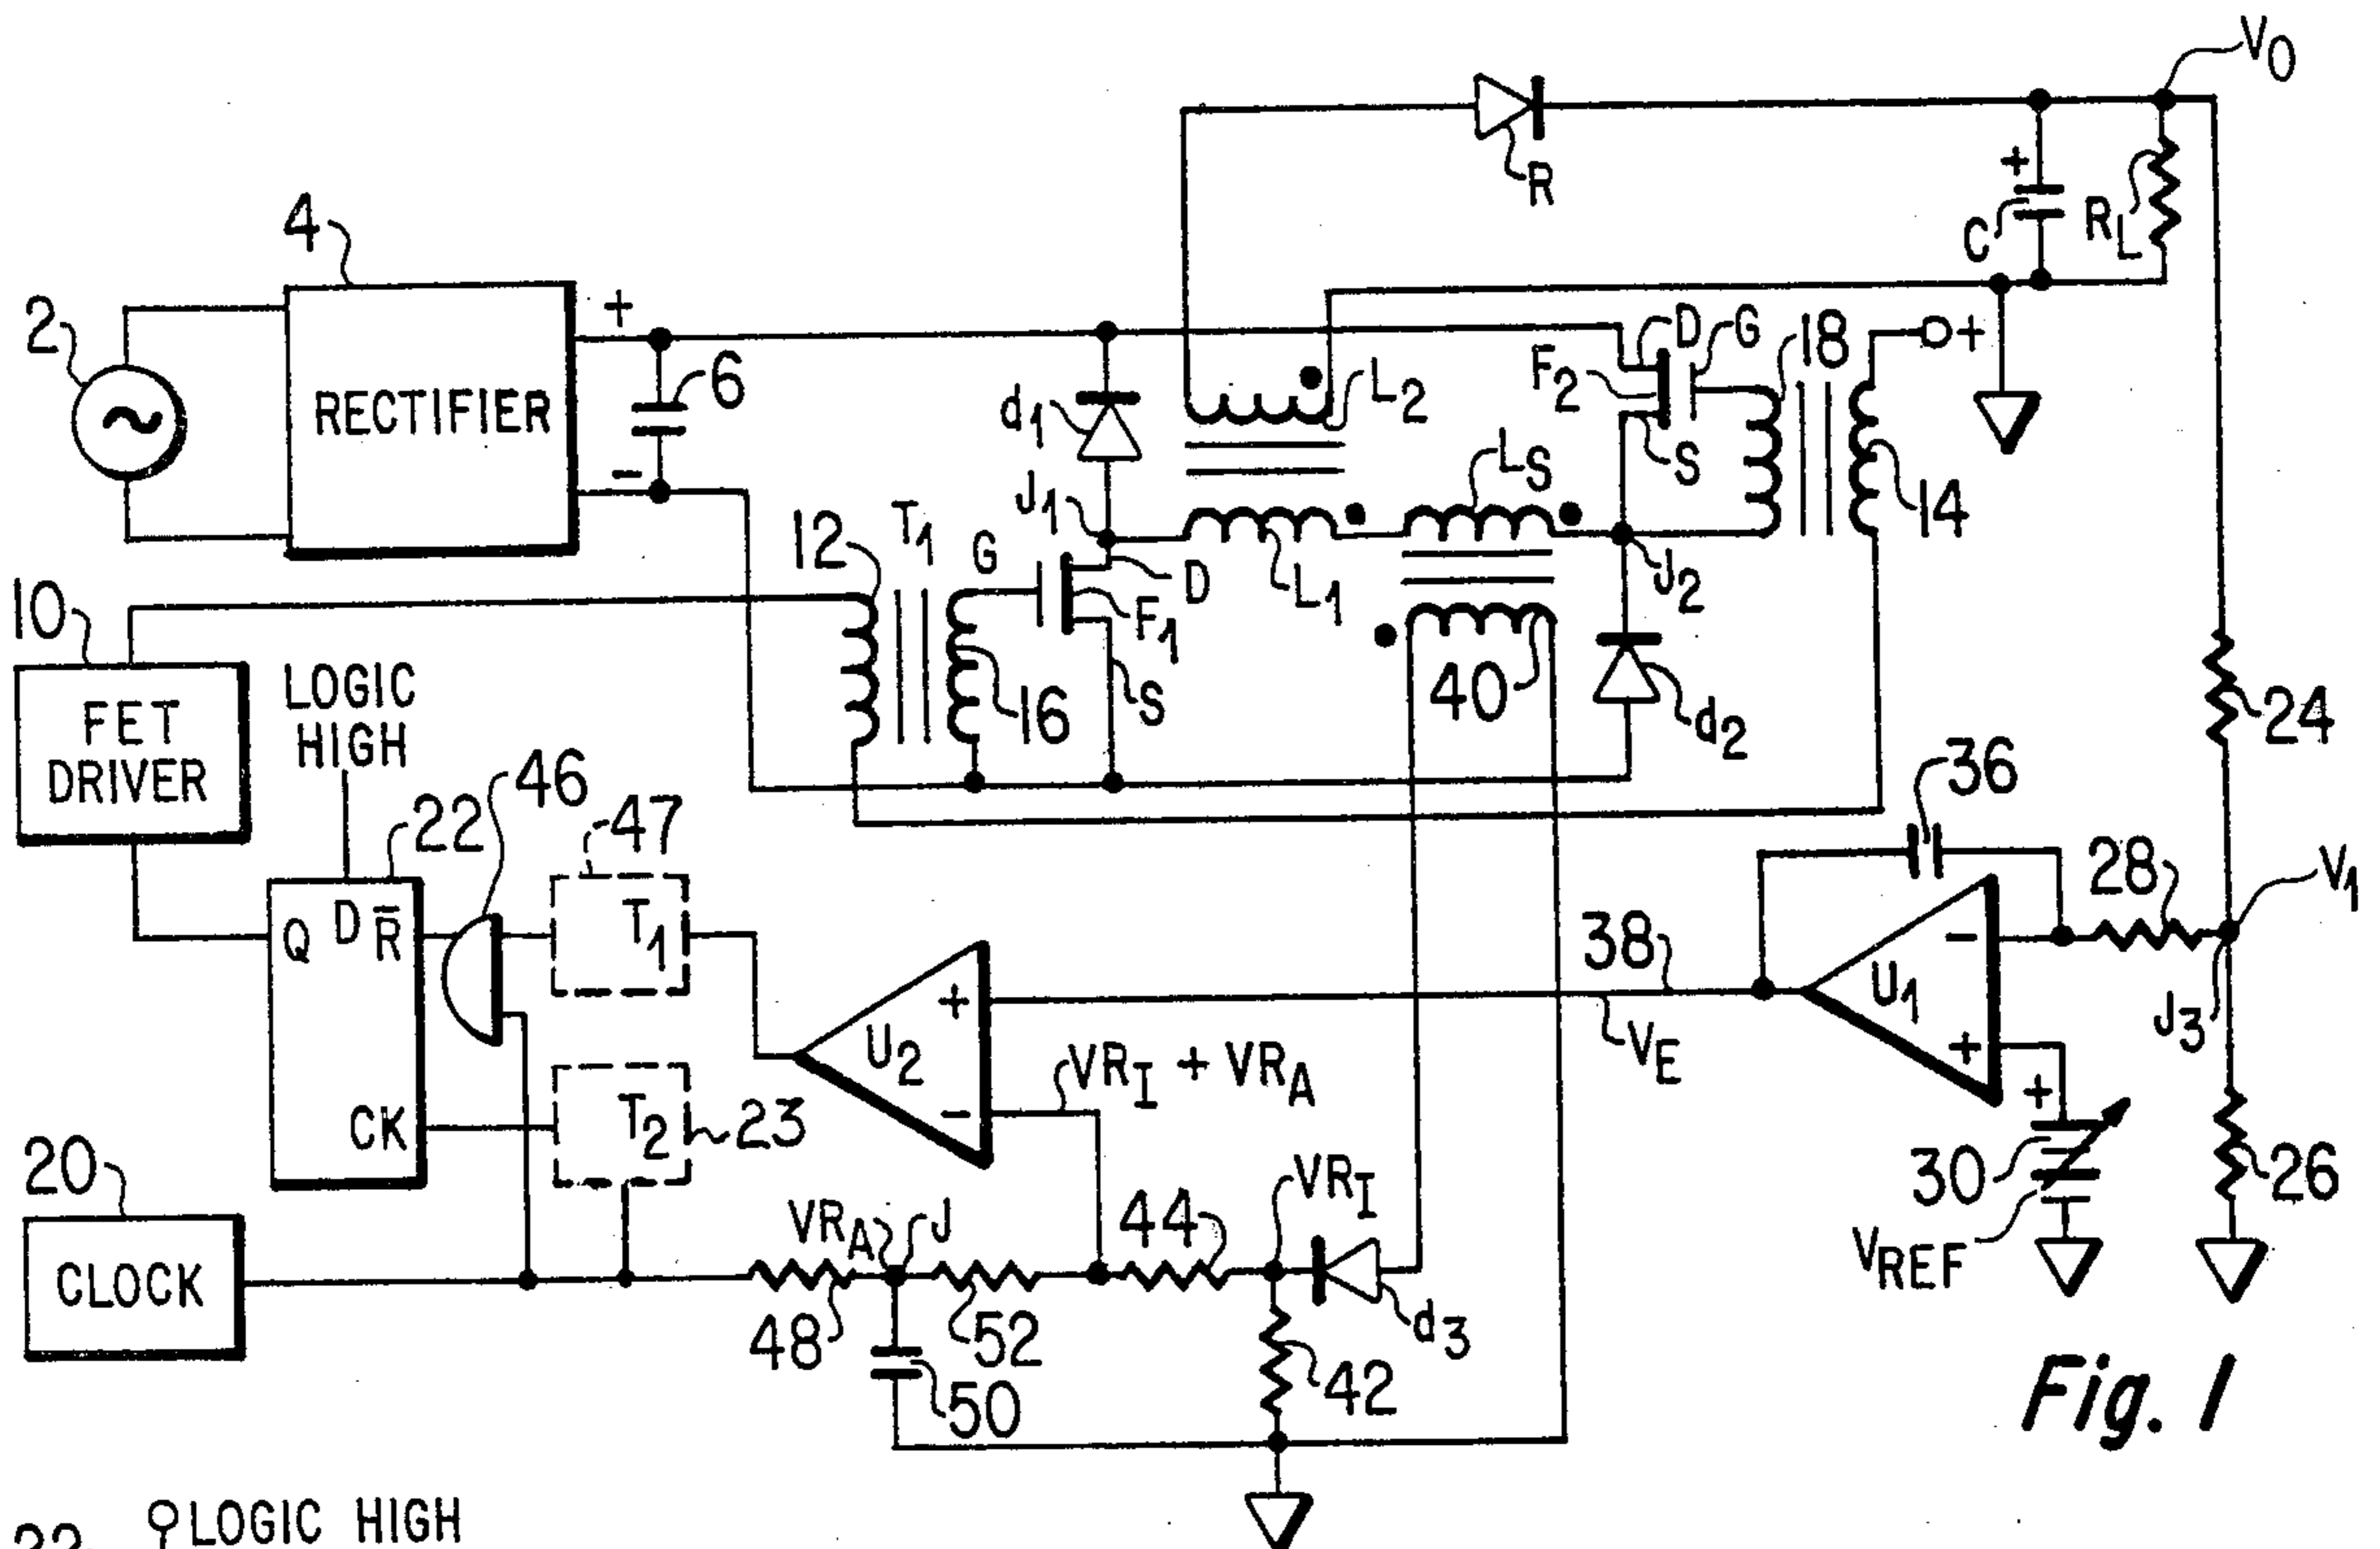 V0
R
+
C
RL
4
2
RECTIFIER
+
-
6
d1
L2
F2
D
G
18
+
S
14
J1
LS
J2
12
T1
G
D
F1
L1
16
S
40
d2
10
FET
DRIVER
LOGIC
HIGH
22
46
47
24
36
28
V1
Q
D
R̅
T1
38
U1
-
+
J3
U2
+
-
VRI + VRA
VE
CK
T2
23
20
CLOCK
VRA
J
44
VRI
+
30
VREF
26
48
52
50
42
d3
Fig. 1
LOGIC HIGH